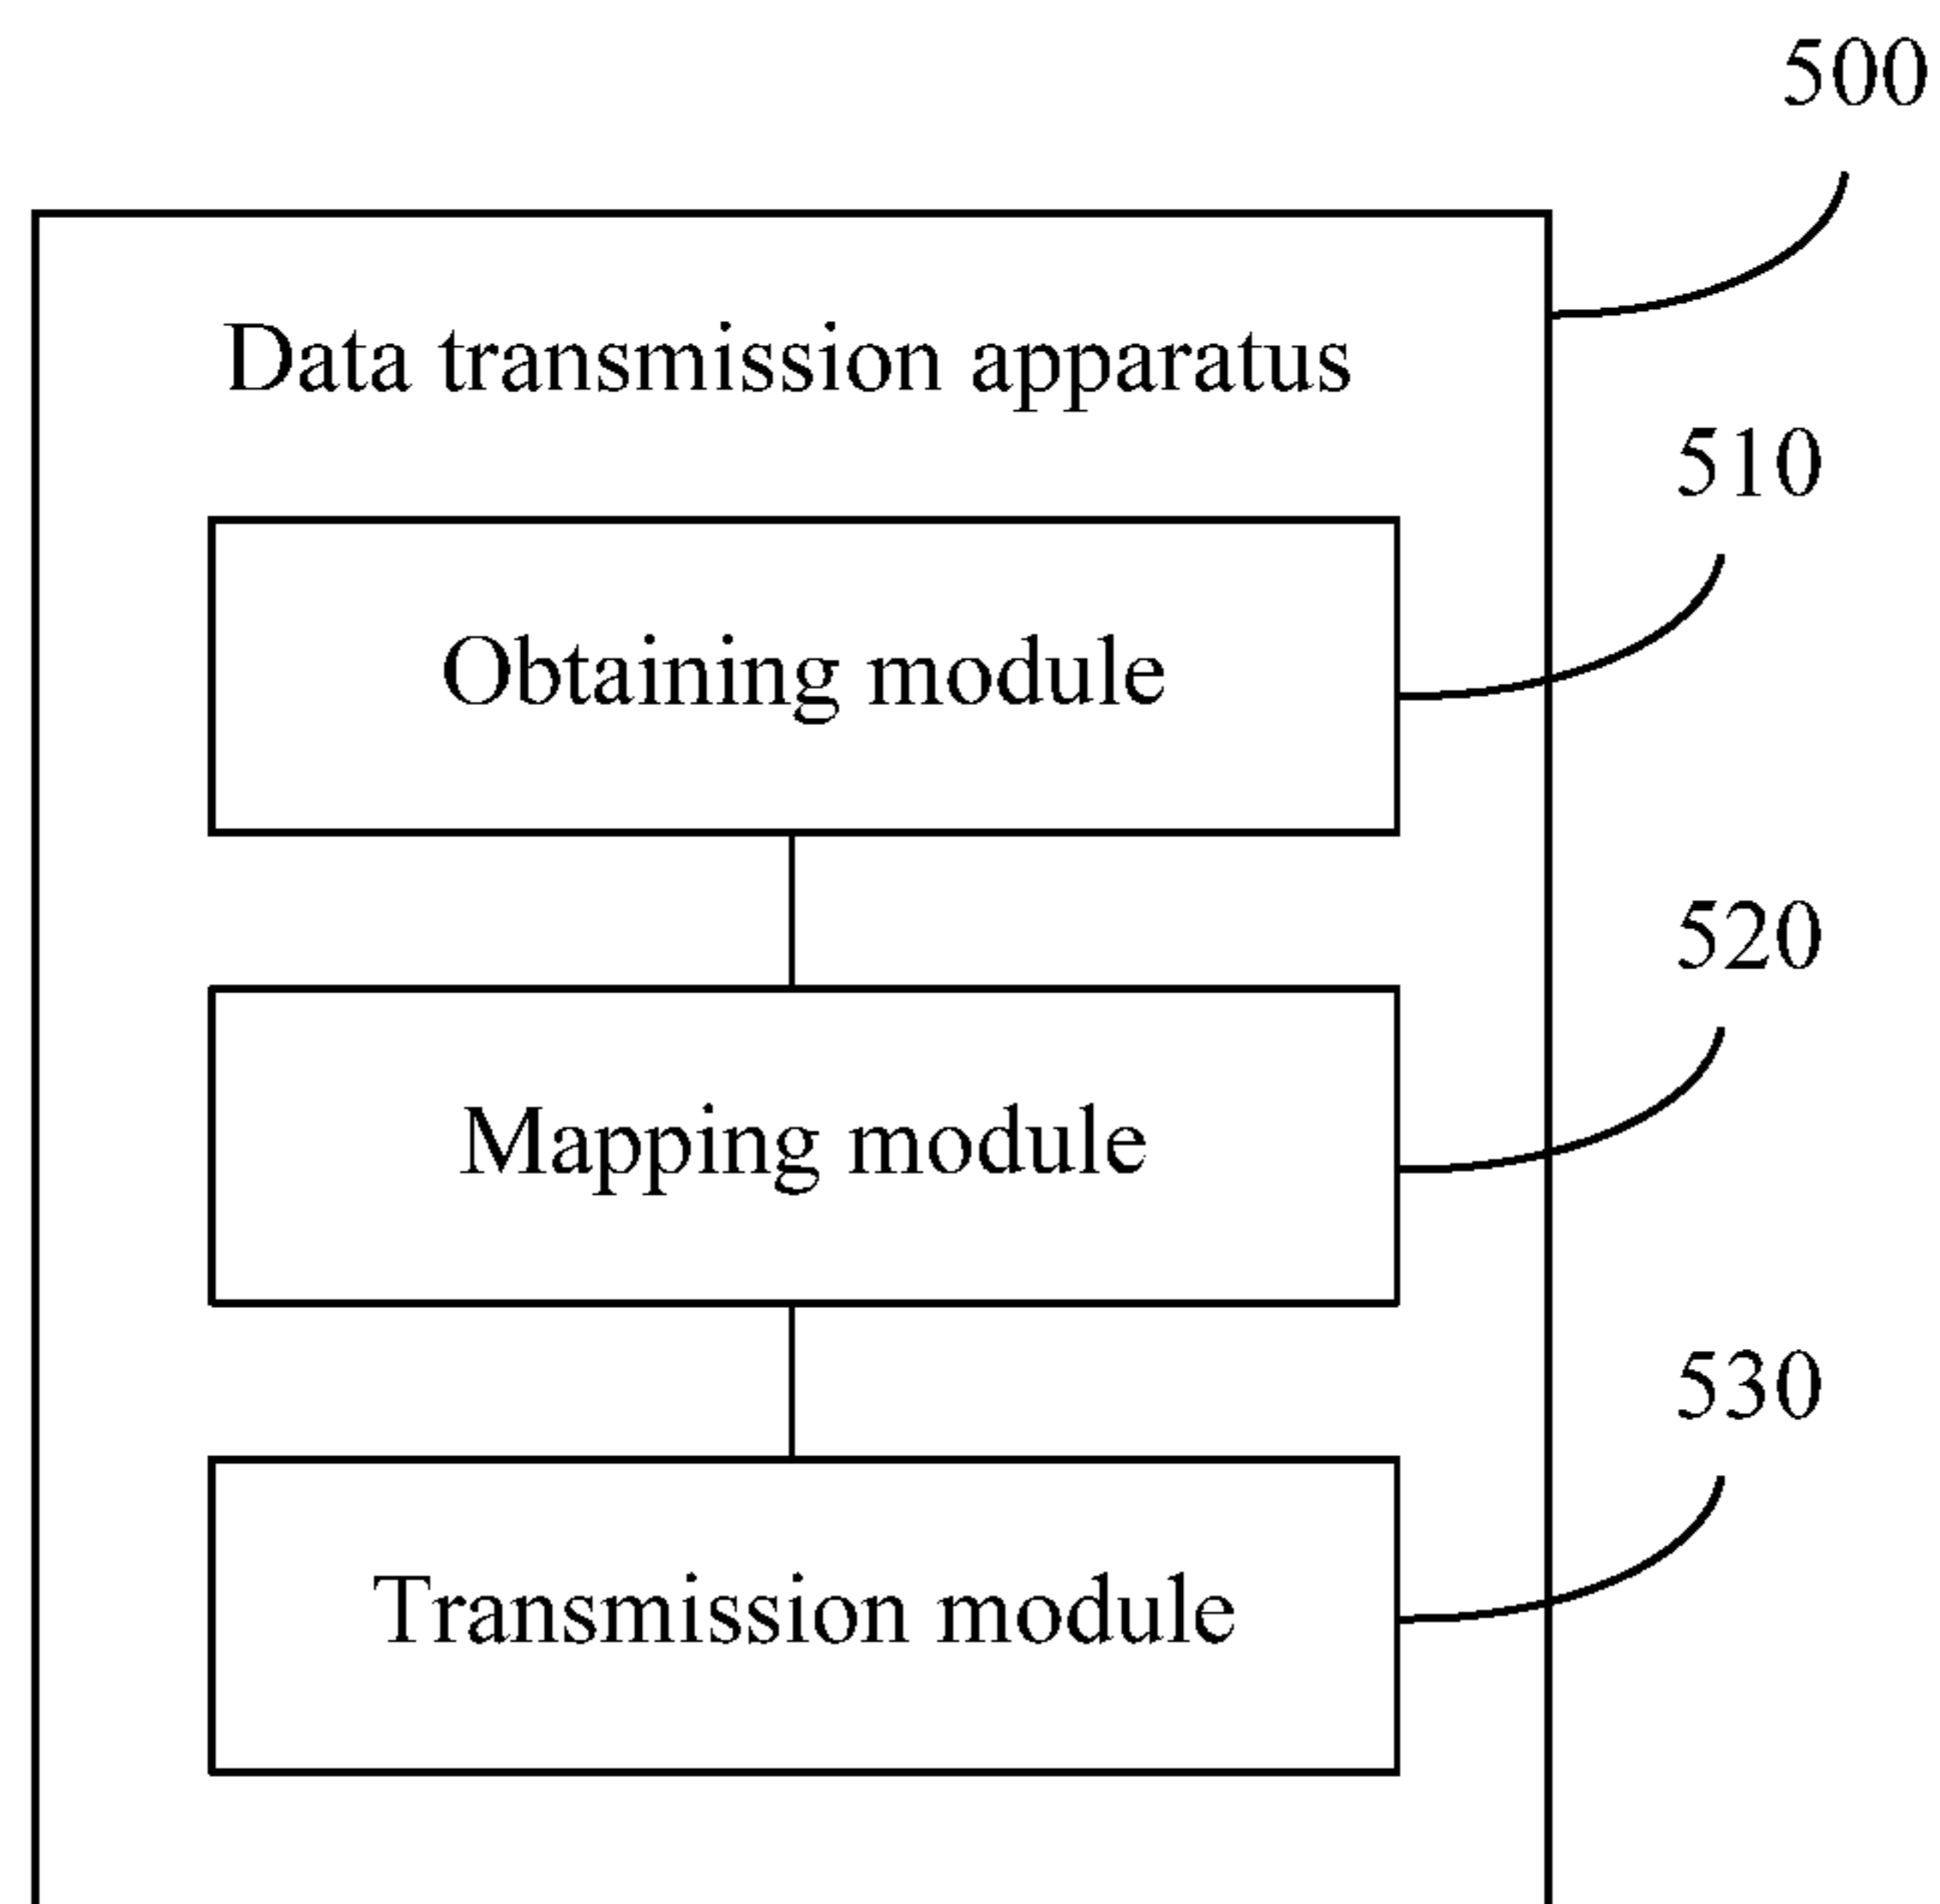 500
Data transmission apparatus
510
Obtaining module
520
Mapping module
530
Transmission module